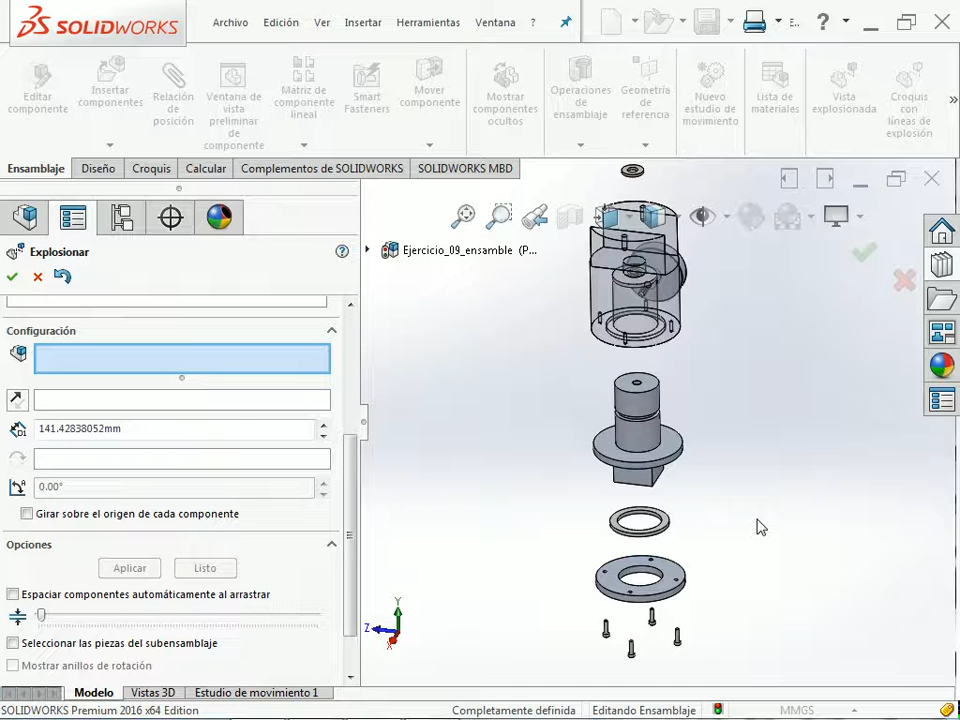 SOLIDWORKS
Archivo
Edición
Ver
Insertar
Herramientas
Ventana
?
E..
?
Editar
componente
Insertar
componentes
Relación
de
posición
Ventana de
vista
preliminar
de
componente
Matriz de
componente
lineal
Smart
Fasteners
Mover
componente
Mostrar
componentes
ocultos
Operaciones
de
ensamblaje
Geometría
de
referencia
Nuevo
estudio de
movimiento
Lista de
materiales
Vista
explosionada
Croquis
con
líneas de
explosión
»
Ensamblaje
Diseño
Croquis
Calcular
Complementos de SOLIDWORKS
SOLIDWORKS MBD
Explosionar
Ejercicio_09_ensamble (P...
Configuración
141.42838052mm
0.00°
Girar sobre el origen de cada componente
Opciones
Aplicar
Listo
Espaciar componentes automáticamente al arrastrar
Seleccionar las piezas del subensamblaje
Mostrar anillos de rotación
Y
Z
X
Modelo
Vistas 3D
Estudio de movimiento 1
SOLIDWORKS Premium 2016 x64 Edition
Completamente definida
Editando Ensamblaje
MMGS